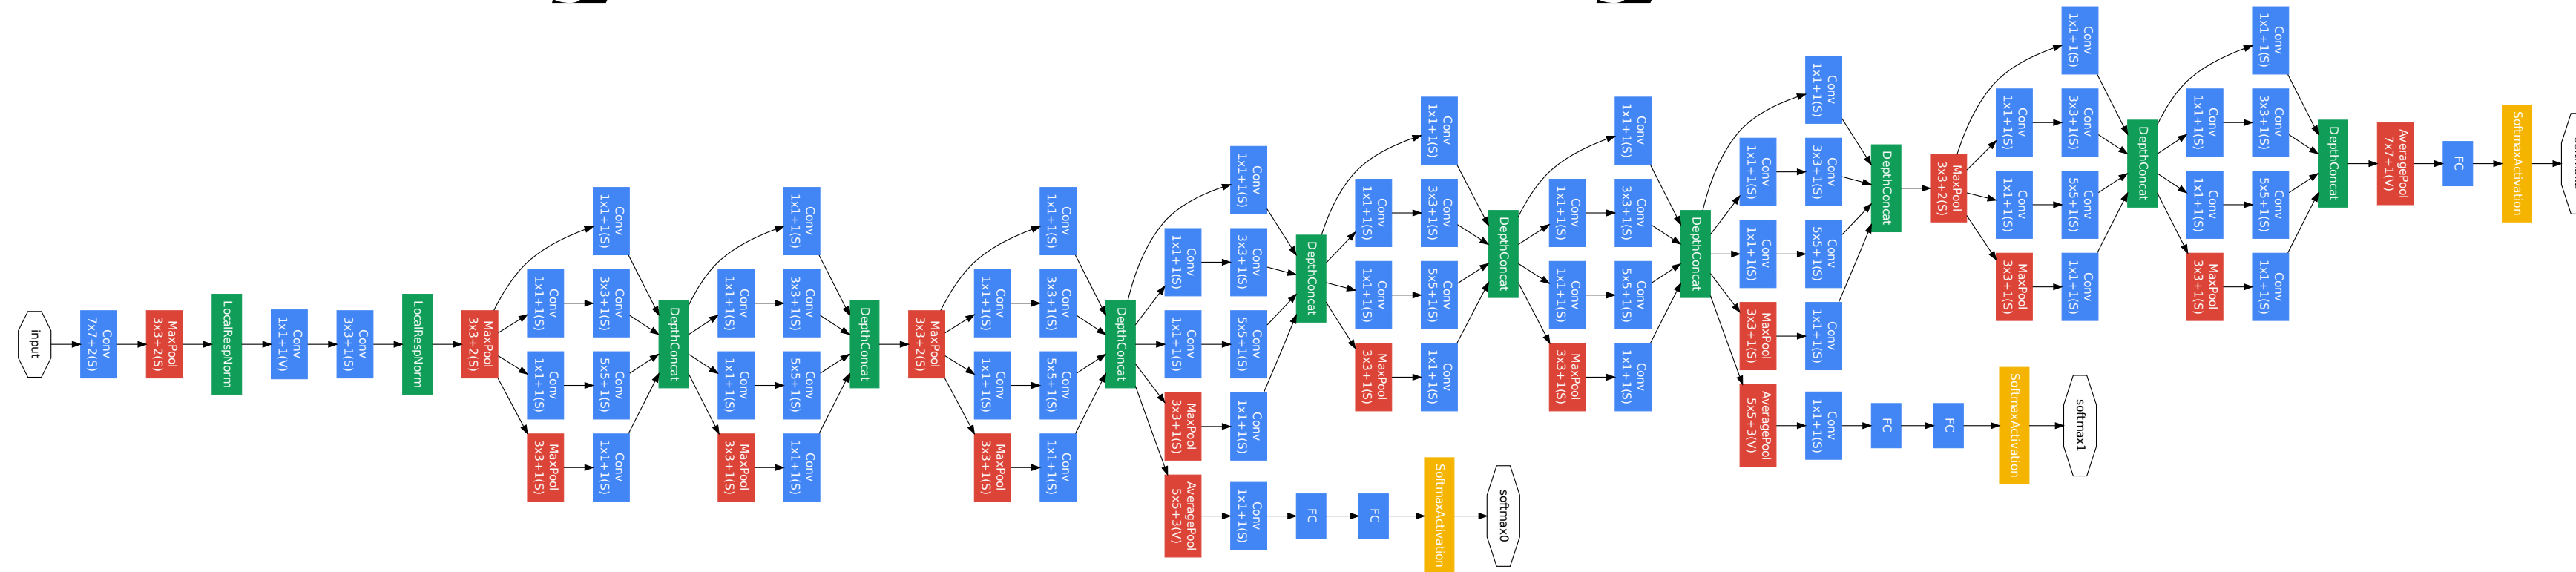 input
Conv
7x7+2(S)
MaxPool
3x3+2(S)
LocalRespNorm
Conv
1x1+1(V)
Conv
3x3+1(S)
LocalRespNorm
MaxPool
3x3+2(S)
Conv
1x1+1(S)
Conv
1x1+1(S)
MaxPool
3x3+1(S)
Conv
1x1+1(S)
Conv
3x3+1(S)
Conv
5x5+1(S)
Conv
1x1+1(S)
DepthConcat
Conv
1x1+1(S)
Conv
1x1+1(S)
MaxPool
3x3+1(S)
Conv
1x1+1(S)
Conv
3x3+1(S)
Conv
5x5+1(S)
Conv
1x1+1(S)
DepthConcat
MaxPool
3x3+2(S)
Conv
1x1+1(S)
Conv
1x1+1(S)
MaxPool
3x3+1(S)
Conv
1x1+1(S)
Conv
3x3+1(S)
Conv
5x5+1(S)
Conv
1x1+1(S)
DepthConcat
Conv
1x1+1(S)
Conv
1x1+1(S)
MaxPool
3x3+1(S)
AveragePool
5x5+3(V)
Conv
1x1+1(S)
Conv
3x3+1(S)
Conv
5x5+1(S)
Conv
1x1+1(S)
Conv
1x1+1(S)
DepthConcat
FC
FC
SoftmaxActivation
softmax0
Conv
1x1+1(S)
Conv
1x1+1(S)
MaxPool
3x3+1(S)
Conv
1x1+1(S)
Conv
3x3+1(S)
Conv
5x5+1(S)
Conv
1x1+1(S)
DepthConcat
Conv
1x1+1(S)
Conv
1x1+1(S)
MaxPool
3x3+1(S)
Conv
1x1+1(S)
Conv
3x3+1(S)
Conv
5x5+1(S)
Conv
1x1+1(S)
DepthConcat
Conv
1x1+1(S)
Conv
1x1+1(S)
MaxPool
3x3+1(S)
AveragePool
5x5+3(V)
Conv
1x1+1(S)
Conv
3x3+1(S)
Conv
5x5+1(S)
Conv
1x1+1(S)
Conv
1x1+1(S)
DepthConcat
FC
FC
SoftmaxActivation
softmax1
MaxPool
3x3+2(S)
Conv
1x1+1(S)
Conv
1x1+1(S)
MaxPool
3x3+1(S)
Conv
1x1+1(S)
Conv
3x3+1(S)
Conv
5x5+1(S)
Conv
1x1+1(S)
DepthConcat
Conv
1x1+1(S)
Conv
1x1+1(S)
MaxPool
3x3+1(S)
Conv
1x1+1(S)
Conv
3x3+1(S)
Conv
5x5+1(S)
Conv
1x1+1(S)
DepthConcat
AveragePool
7x7+1(V)
FC
SoftmaxActivation